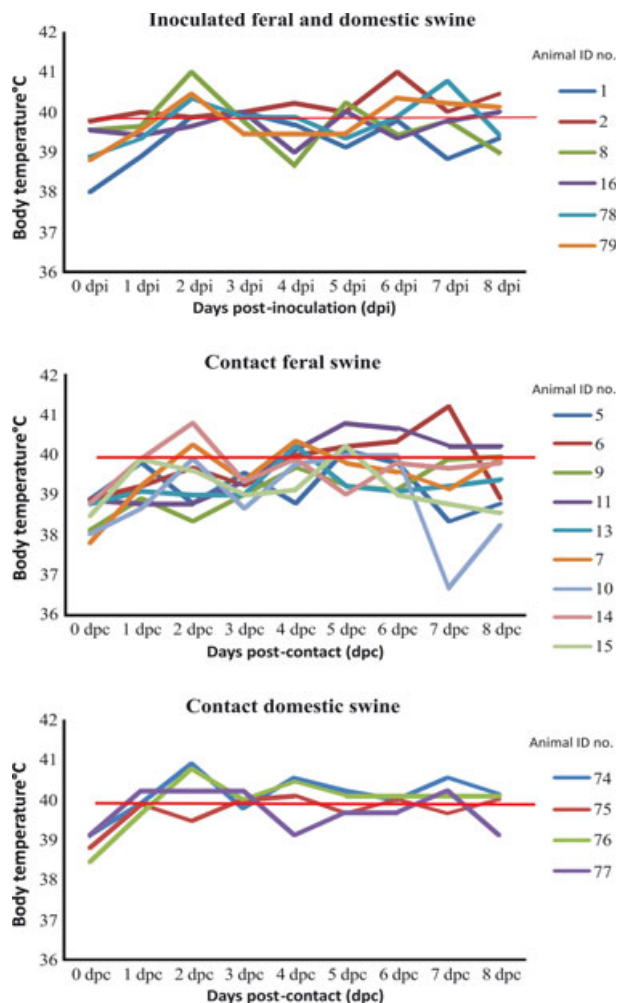 Inoculated feral and domestic swine
Body temperature°C
42
41
40
39
38
37
36
0 dpi 1 dpi 2 dpi 3 dpi 4 dpi 5 dpi 6 dpi 7 dpi 8 dpi
Days post-inoculation (dpi)
Animal ID no.
1
2
8
16
78
79
Contact feral swine
Body temperature°C
42
41
40
39
38
37
36
0 dpc 1 dpc 2 dpc 3 dpc 4 dpc 5 dpc 6 dpc 7 dpc 8 dpc
Days post-contact (dpc)
Animal ID no.
5
6
9
11
13
7
10
14
15
Contact domestic swine
Body temperature°C
42
41
40
39
38
37
36
0 dpc 1 dpc 2 dpc 3 dpc 4 dpc 5 dpc 6 dpc 7 dpc 8 dpc
Days post-contact (dpc)
Animal ID no.
74
75
76
77